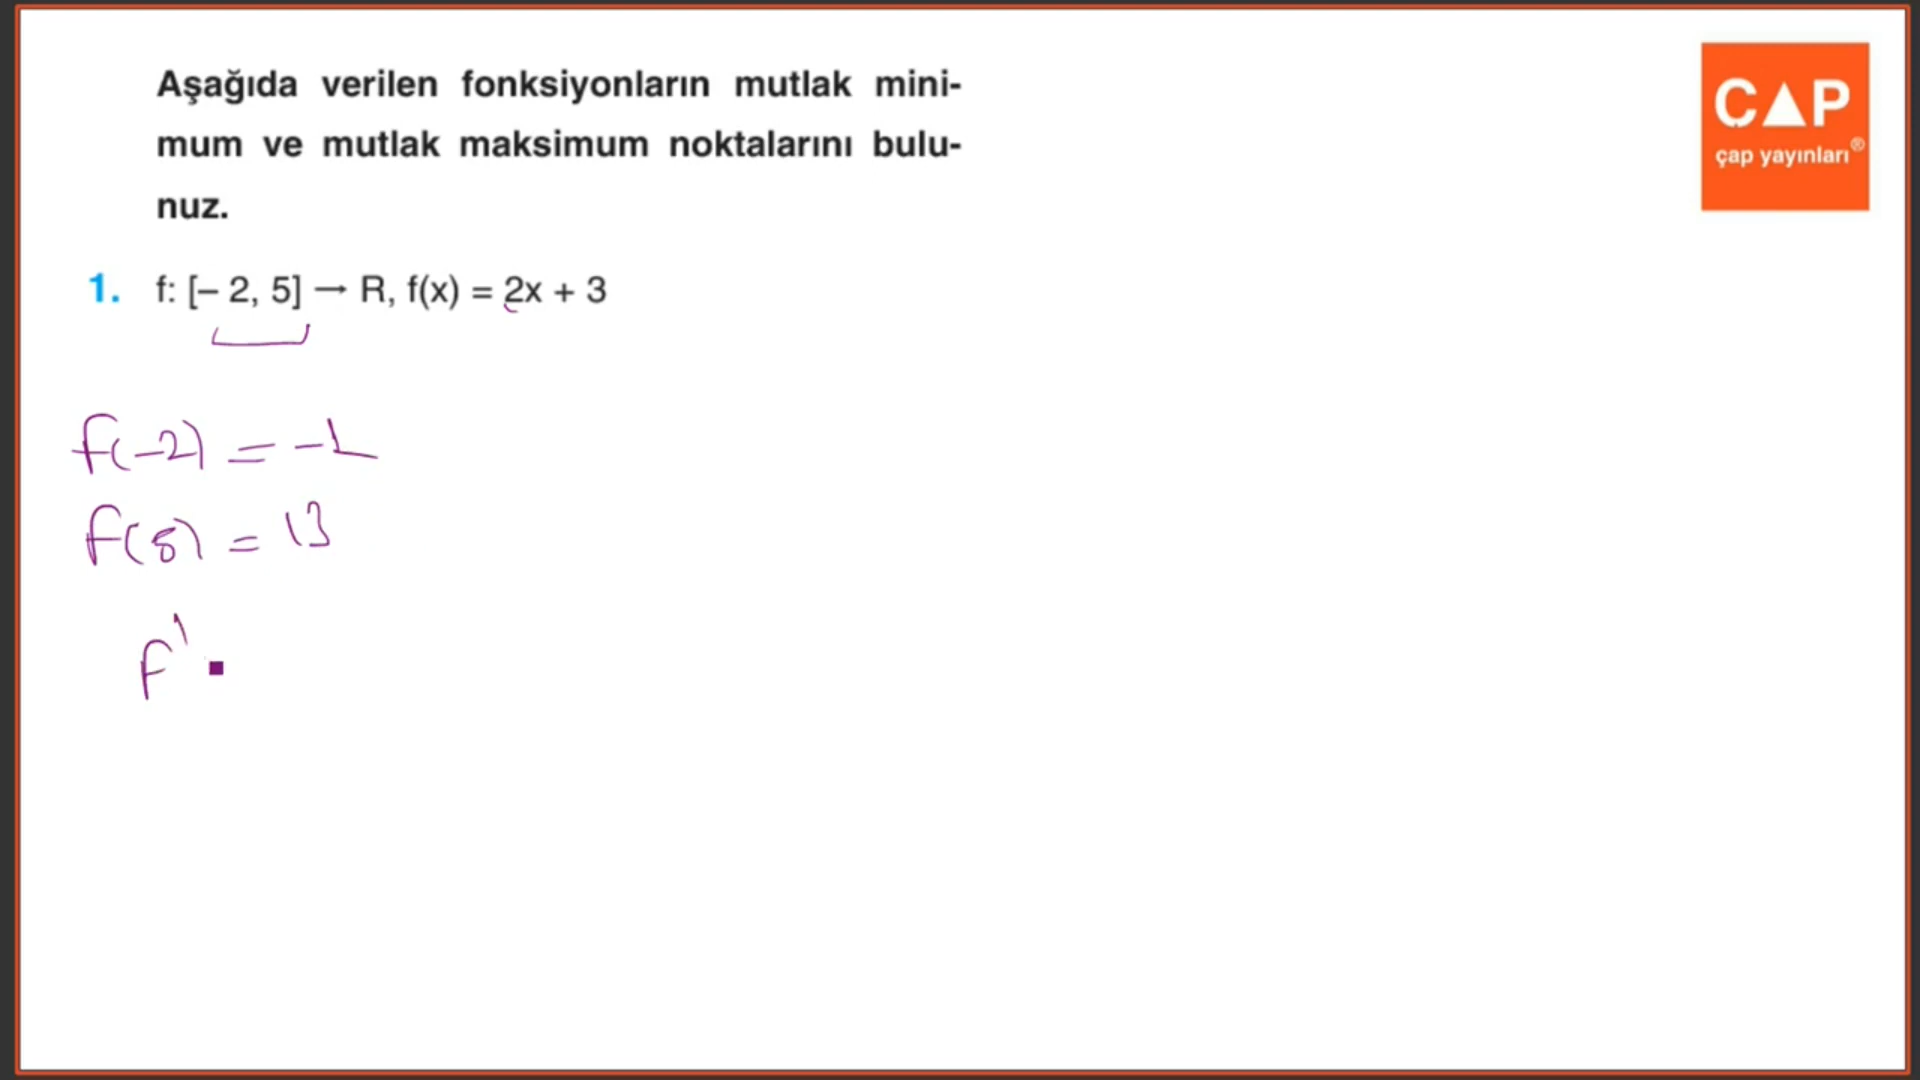 Aşağıda verilen fonksiyonların mutlak mini-
mum ve mutlak maksimum noktalarını bulu-
nuz.
1. f: [– 2, 5] → R, f(x) = 2x + 3
f(-2) = -1
f(5) = 13
f'
ÇAP
çap yayınları®